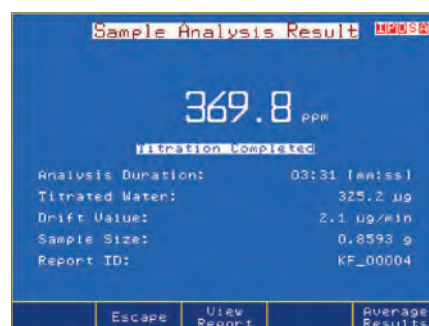 Sample Analysis Result
369.8 ppm
Titration Completed
Analysis Duration: 03:31 [mm:ss]
Titrated Water: 325.2 µg
Drift Value: 2.1 µg/min
Sample Size: 0.8593 g
Report ID: KF_00004
Escape View Report Average Results